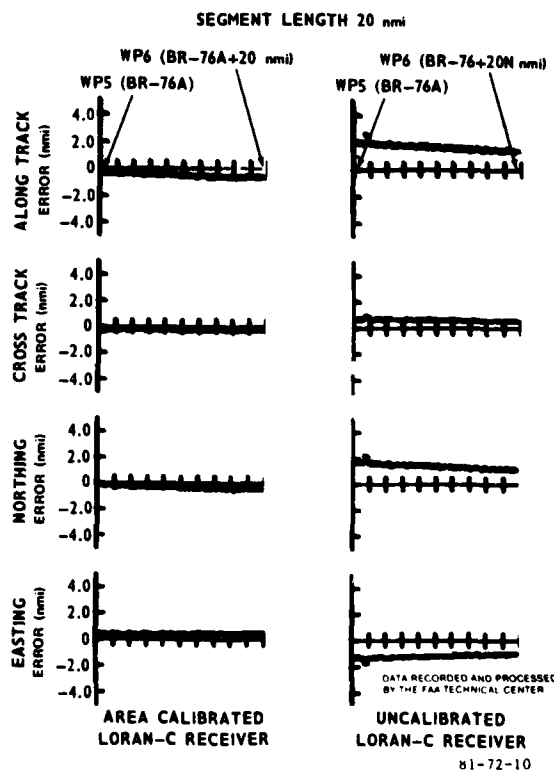 SEGMENT LENGTH 20 nmi
WP6 (BR-76A+20 nmi)
WP5 (BR-76A)
WP6 (BR-76+20N nmi)
WP5 (BR-76A)
ALONG TRACK
ERROR (nmi)
4.0
2.0
0
-2.0
-4.0
CROSS TRACK
ERROR (nmi)
4.0
2.0
0
-2.0
-4.0
NORTHING
ERROR (nmi)
4.0
2.0
0
-2.0
-4.0
EASTING
ERROR (nmi)
4.0
2.0
0
-2.0
-4.0
DATA RECORDED AND PROCESSED
BY THE FAA TECHNICAL CENTER
AREA CALIBRATED
LORAN-C RECEIVER
UNCALIBRATED
LORAN-C RECEIVER
81-72-10